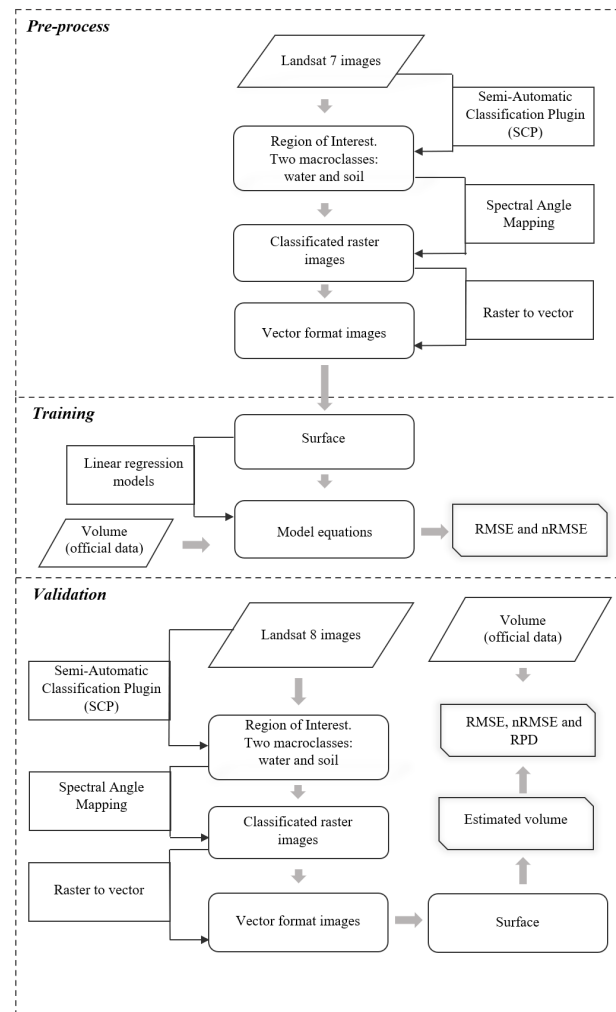 Pre-process
Landsat 7 images
Semi-Automatic
Classification Plugin
(SCP)
Region of Interest.
Two macroclasses:
water and soil
Spectral Angle
Mapping
Classificated raster
images
Raster to vector
Vector format images
Training
Surface
Linear regression
models
Volume
(official data)
Model equations
RMSE and nRMSE
Validation
Landsat 8 images
Volume
(official data)
Semi-Automatic
Classification Plugin
(SCP)
Region of Interest.
Two macroclasses:
water and soil
RMSE, nRMSE and
RPD
Spectral Angle
Mapping
Classificated raster
images
Estimated volume
Raster to vector
Vector format images
Surface